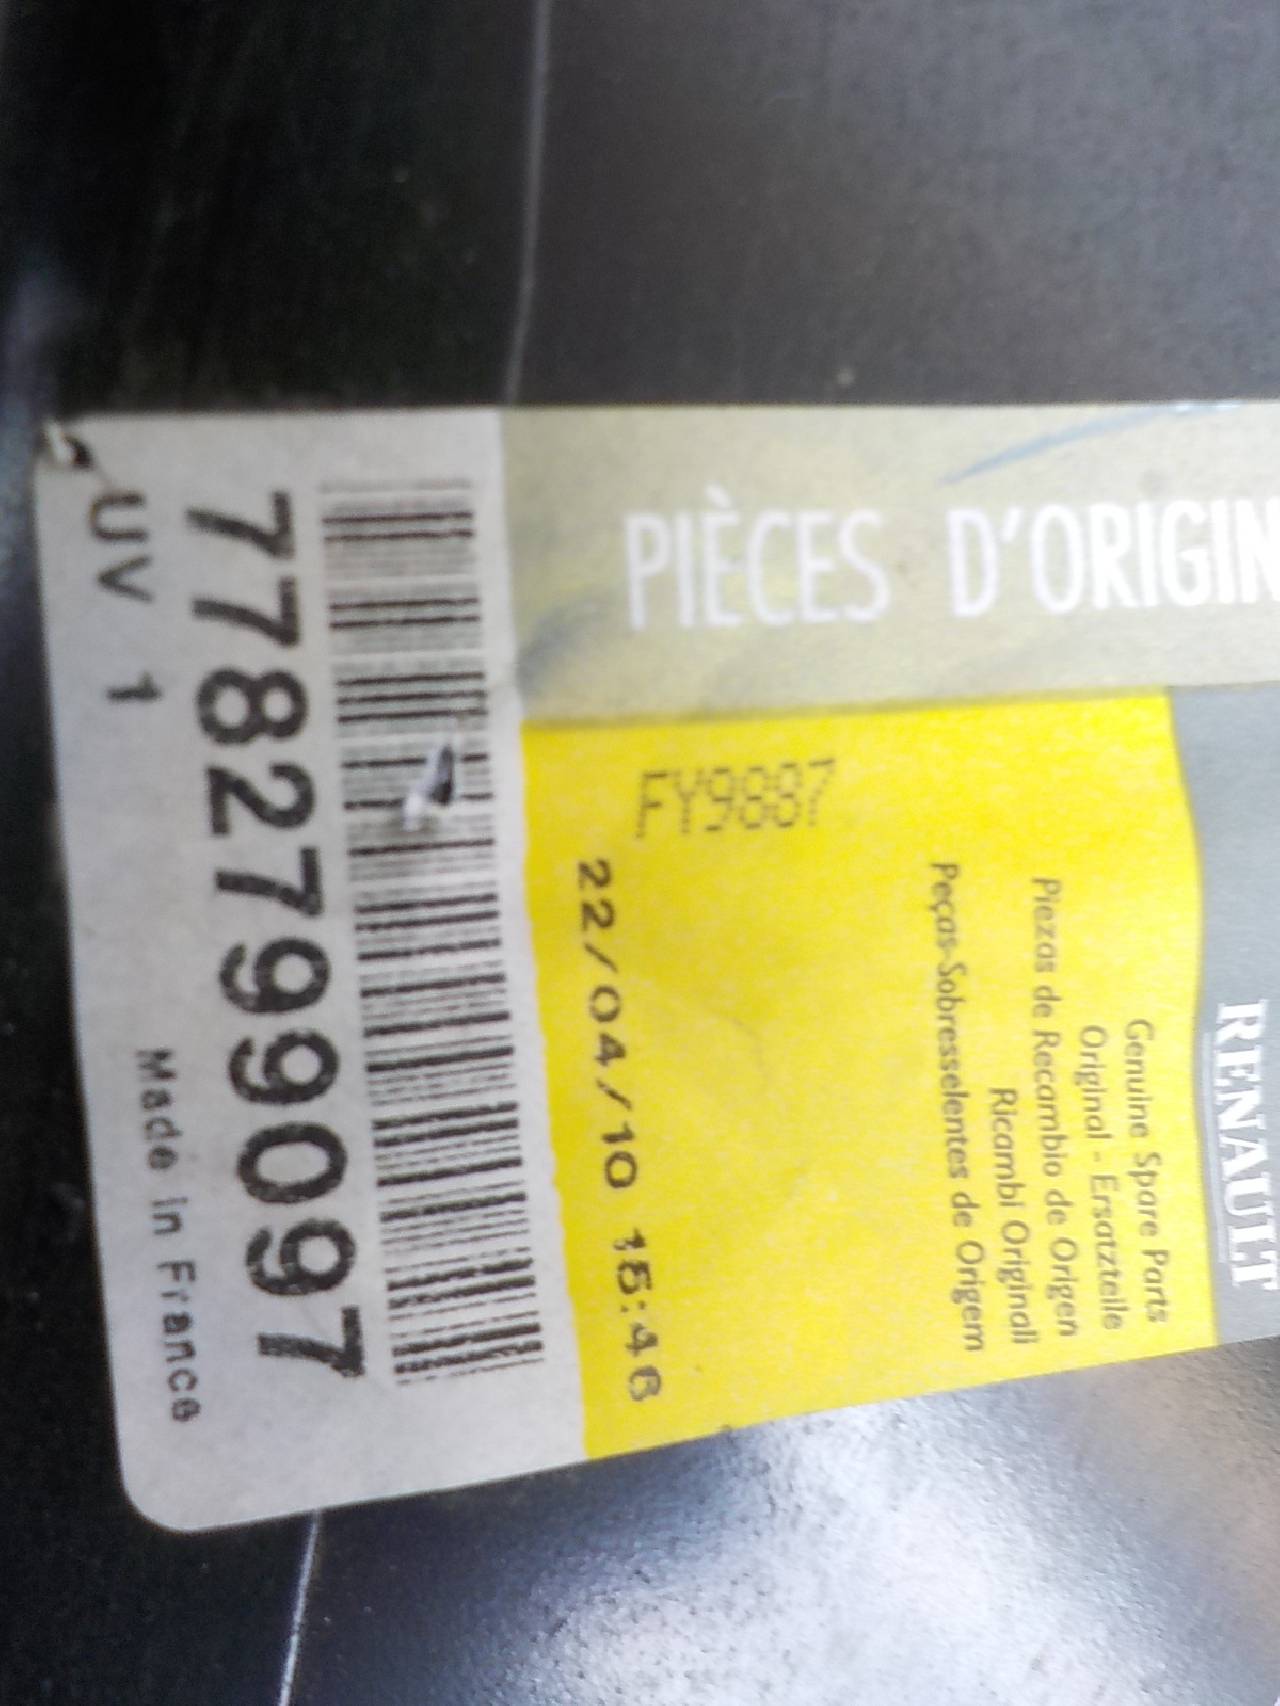 PIÈCES D'ORIGIN
RENAULT
Genuine Spare Parts
Original - Ersatzteile
Piezas de Recambio de Origen
Ricambi Originali
Peças-Sobresselentes de Origem
FY9887
22/04/10 15:46
7782799097
UV 1
Made in France